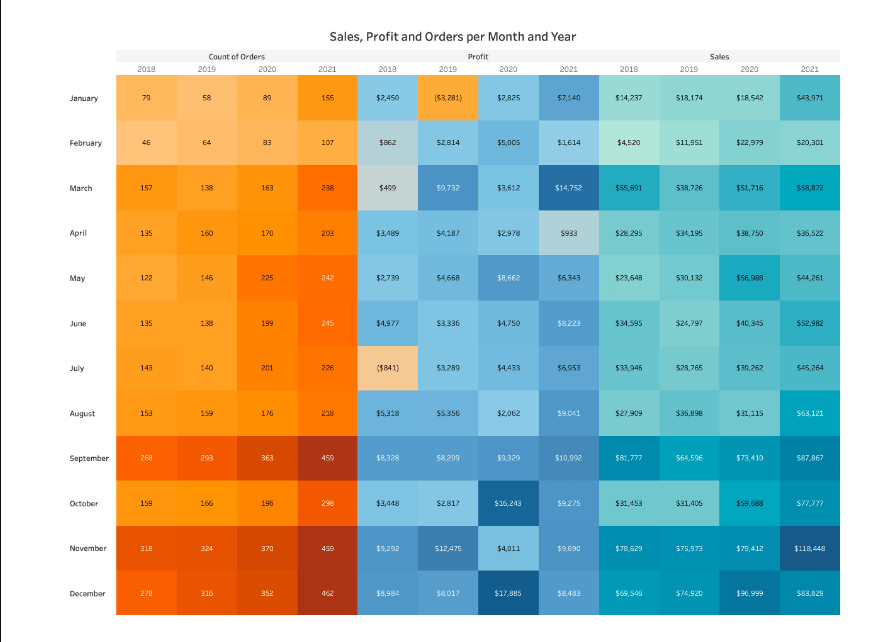 Sales, Profit and Orders per Month and Year
Count of Orders Profit Sales
2018 2019 2020 2021 2018 2019 2020 2021 2018 2019 2020 2021
January 79 58 89 155 $2,450 ($3,281) $2,825 $7,140 $14,237 $18,174 $18,542 $43,971
February 46 64 83 107 $862 $2,814 $5,005 $1,614 $4,520 $11,951 $22,979 $20,301
March 157 138 163 238 $499 $9,732 $3,612 $14,752 $55,691 $38,726 $51,716 $58,872
April 135 160 170 203 $3,489 $4,187 $2,978 $933 $28,295 $34,195 $38,750 $36,522
May 122 146 225 242 $2,739 $4,668 $8,662 $6,343 $23,648 $30,132 $56,988 $44,261
June 135 138 199 245 $4,977 $3,336 $4,750 $8,223 $34,595 $24,797 $40,345 $52,982
July 143 140 201 226 ($841) $3,289 $4,433 $6,953 $33,946 $28,765 $39,262 $45,264
August 153 159 176 218 $5,318 $5,356 $2,062 $9,041 $27,909 $36,898 $31,115 $63,121
September 268 293 363 459 $8,328 $8,209 $9,329 $10,992 $81,777 $64,596 $73,410 $87,867
October 159 166 196 298 $3,448 $2,817 $16,243 $9,275 $31,453 $31,405 $59,688 $77,777
November 318 324 370 459 $9,292 $12,475 $4,011 $9,690 $78,629 $75,973 $79,412 $118,448
December 278 316 352 462 $8,984 $8,017 $17,885 $8,483 $69,546 $74,920 $96,999 $83,829